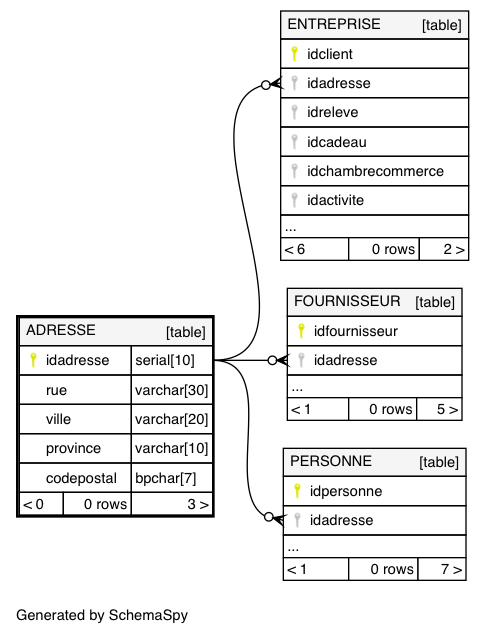 ENTREPRISE [table]
idclient
idadresse
idreleve
idcadeau
idchambrecommerce
idactivite
...
< 6 0 rows 2 >
FOURNISSEUR [table]
idfournisseur
idadresse
...
< 1 0 rows 5 >
ADRESSE [table]
idadresse serial[10]
rue varchar[30]
ville varchar[20]
province varchar[10]
codepostal bpchar[7]
< 0 0 rows 3 >
PERSONNE [table]
idpersonne
idadresse
...
< 1 0 rows 7 >
Generated by SchemaSpy